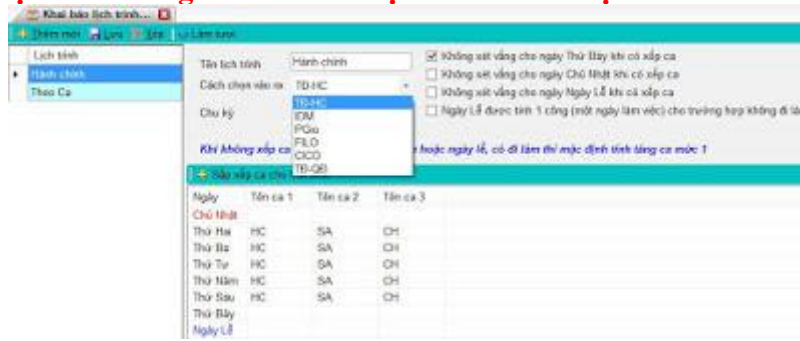 Khai báo lịch trình...
Thêm mới Lưu Xóa Làm tươi
Lịch trình
Hành chính
Theo Ca
Tên lịch trình Hành chính
Cách chọn vào ra TĐ-HC
Chu kỳ
TĐ-HC
IDM
PGio
FILO
CICO
TĐ-QĐ
Không xét vắng cho ngày Thứ Bảy khi có xếp ca
Không xét vắng cho ngày Chủ Nhật khi có xếp ca
Không xét vắng cho ngày Ngày Lễ khi có xếp ca
Ngày Lễ được tính 1 công (một ngày làm việc) cho trường hợp không đi
Khi không xếp ca hoặc ngày lễ, có đi làm thì mặc định tính tăng ca mức 1
Sắp xếp ca cho
Ngày Tên ca 1 Tên ca 2 Tên ca 3
Chủ Nhật
Thứ Hai HC SA CH
Thứ Ba HC SA CH
Thứ Tư HC SA CH
Thứ Năm HC SA CH
Thứ Sáu HC SA CH
Thứ Bảy
Ngày Lễ